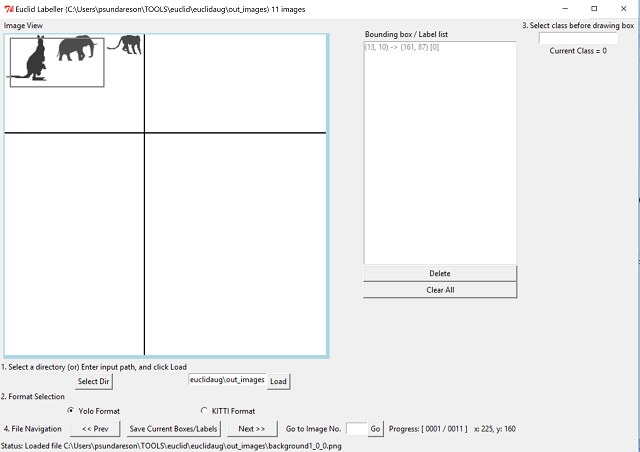 Euclid Labeller (C:\Users\psundareson\TOOLS\euclid\euclidaug\out_images) 11 images
Image View
3. Select class before drawing box
Bounding box / Label list
(13, 10) -> (161, 87) [0]
Current Class = 0
Delete
Clear All
1. Select a directory (or) Enter input path, and click Load
Select Dir
euclidaug\out_images
Load
2. Format Selection
Yolo Format
KITTI Format
4. File Navigation
<< Prev
Save Current Boxes/Labels
Next >>
Go to Image No.
Go
Progress: [ 0001 / 0011 ]
x: 225, y: 160
Status: Loaded file C:\Users\psundareson\TOOLS\euclid\euclidaug\out_images\background1_0_0.png